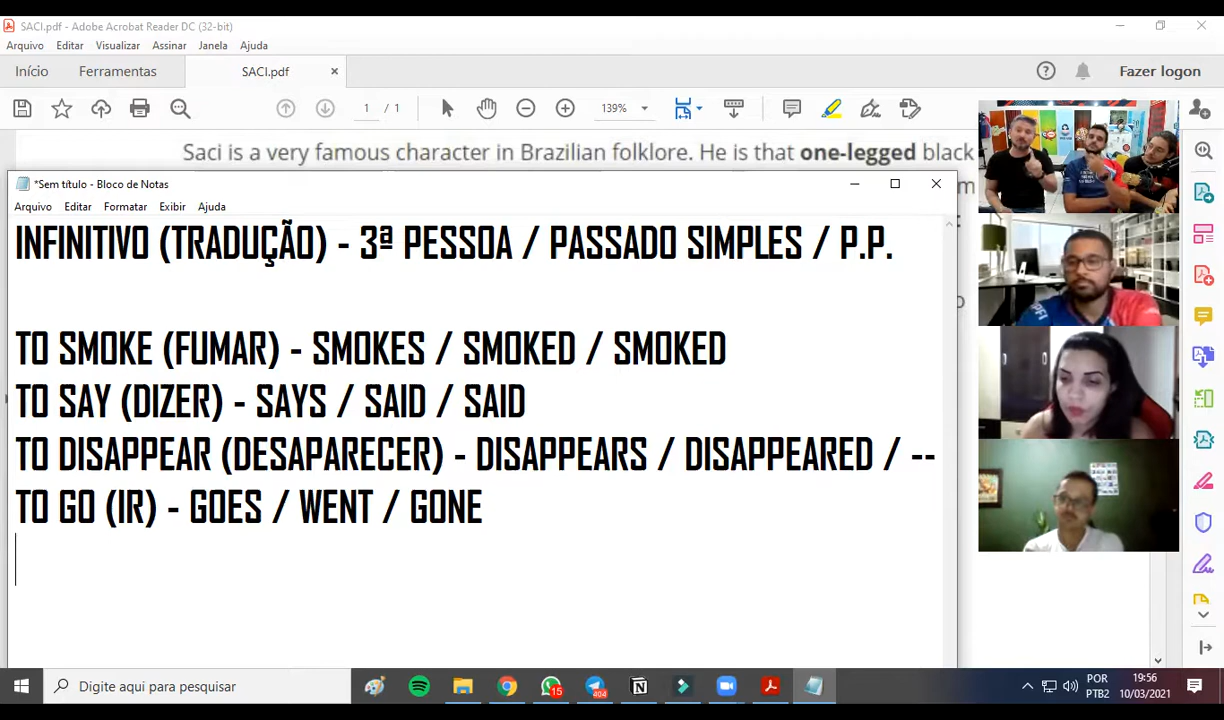 SACI.pdf - Adobe Acrobat Reader DC (32-bit)
Arquivo Editar Visualizar Assinar Janela Ajuda
Início Ferramentas SACI.pdf × Fazer logon
1 / 1 139%
Saci is a very famous character in Brazilian folklore. He is that one-legged black
*Sem título - Bloco de Notas
Arquivo Editar Formatar Exibir Ajuda
INFINITIVO (TRADUÇÃO) - 3ª PESSOA / PASSADO SIMPLES / P.P.
TO SMOKE (FUMAR) - SMOKES / SMOKED / SMOKED
TO SAY (DIZER) - SAYS / SAID / SAID
TO DISAPPEAR (DESAPARECER) - DISAPPEARS / DISAPPEARED / --
TO GO (IR) - GOES / WENT / GONE
Digite aqui para pesquisar
15
404
POR
PTB2
19:56
10/03/2021